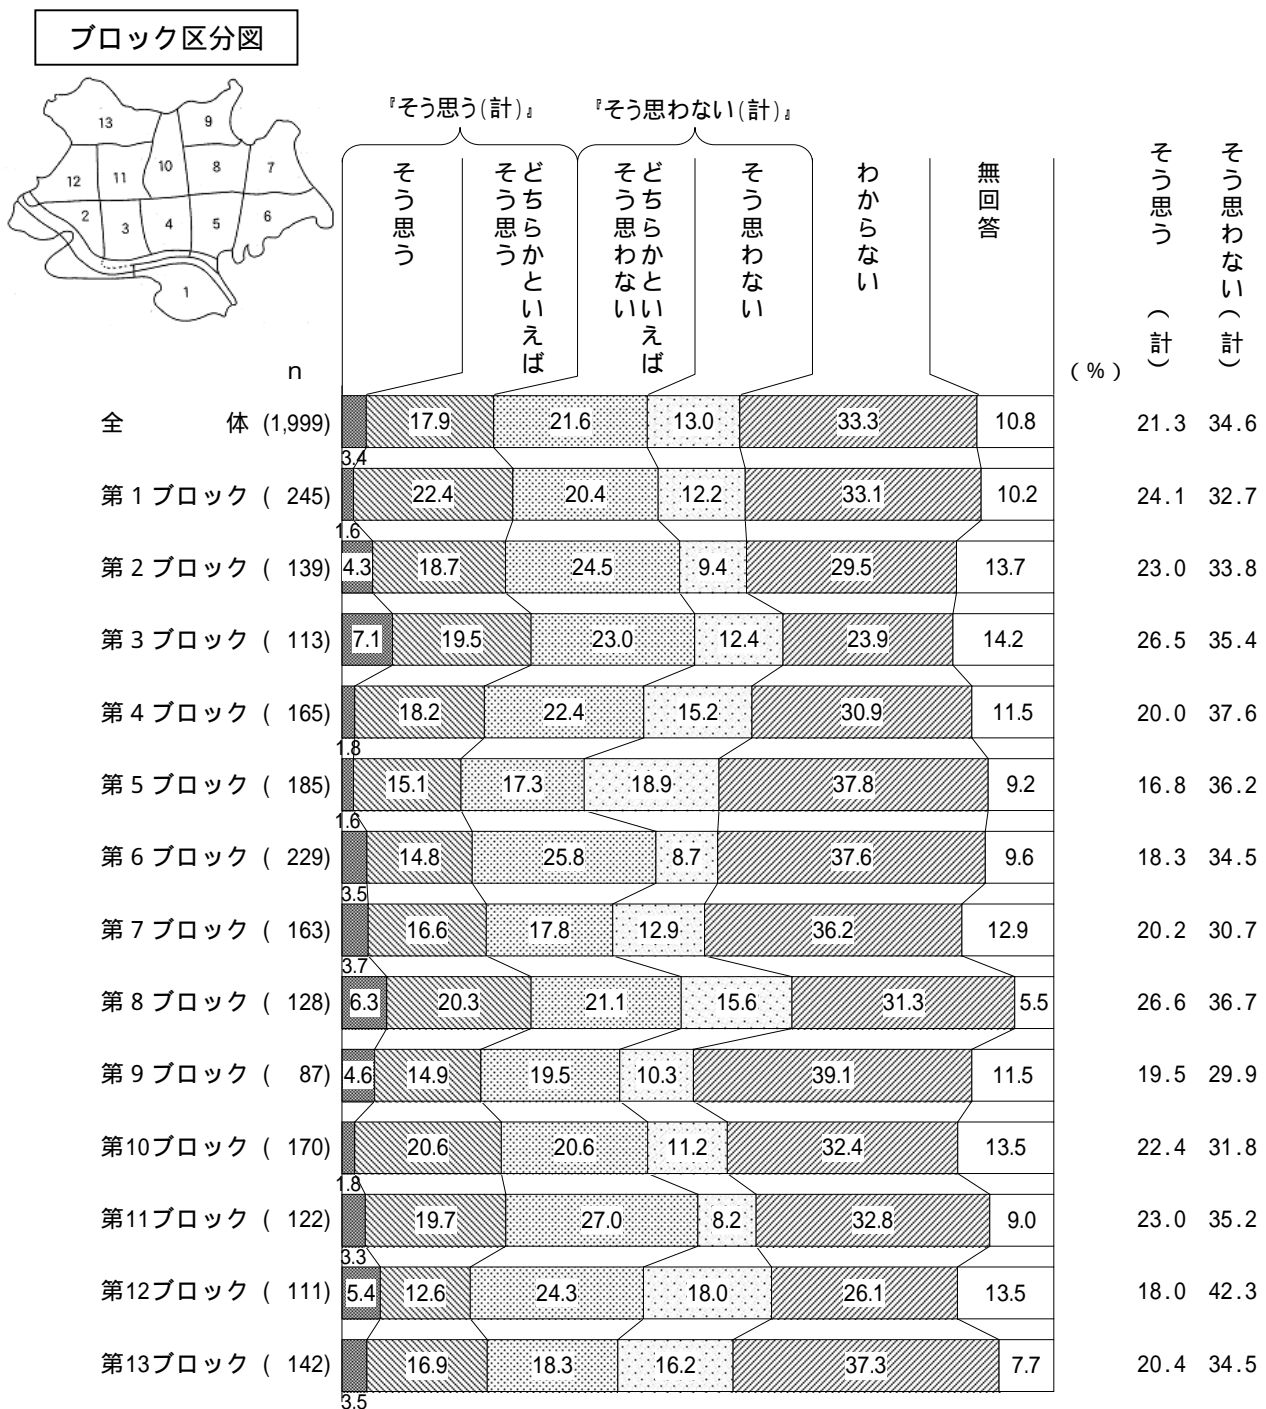 ブロック区分図
13
9
10
8
7
12
11
2
3
4
5
6
1
『そう思う(計)』
『そう思わない(計)』
そう思う
どちらかといえば
そう思う
どちらかといえば
そう思わない
そう思わない
わからない
無回答
そう思う(計)
そう思わない(計)
n
(%)
全体 (1,999) 3.4 17.9 21.6 13.0 33.3 10.8 21.3 34.6
第1ブロック ( 245) 1.6 22.4 20.4 12.2 33.1 10.2 24.1 32.7
第2ブロック ( 139) 4.3 18.7 24.5 9.4 29.5 13.7 23.0 33.8
第3ブロック ( 113) 7.1 19.5 23.0 12.4 23.9 14.2 26.5 35.4
第4ブロック ( 165) 1.8 18.2 22.4 15.2 30.9 11.5 20.0 37.6
第5ブロック ( 185) 1.6 15.1 17.3 18.9 37.8 9.2 16.8 36.2
第6ブロック ( 229) 3.5 14.8 25.8 8.7 37.6 9.6 18.3 34.5
第7ブロック ( 163) 3.7 16.6 17.8 12.9 36.2 12.9 20.2 30.7
第8ブロック ( 128) 6.3 20.3 21.1 15.6 31.3 5.5 26.6 36.7
第9ブロック ( 87) 4.6 14.9 19.5 10.3 39.1 11.5 19.5 29.9
第10ブロック ( 170) 1.8 20.6 20.6 11.2 32.4 13.5 22.4 31.8
第11ブロック ( 122) 3.3 19.7 27.0 8.2 32.8 9.0 23.0 35.2
第12ブロック ( 111) 5.4 12.6 24.3 18.0 26.1 13.5 18.0 42.3
第13ブロック ( 142) 3.5 16.9 18.3 16.2 37.3 7.7 20.4 34.5